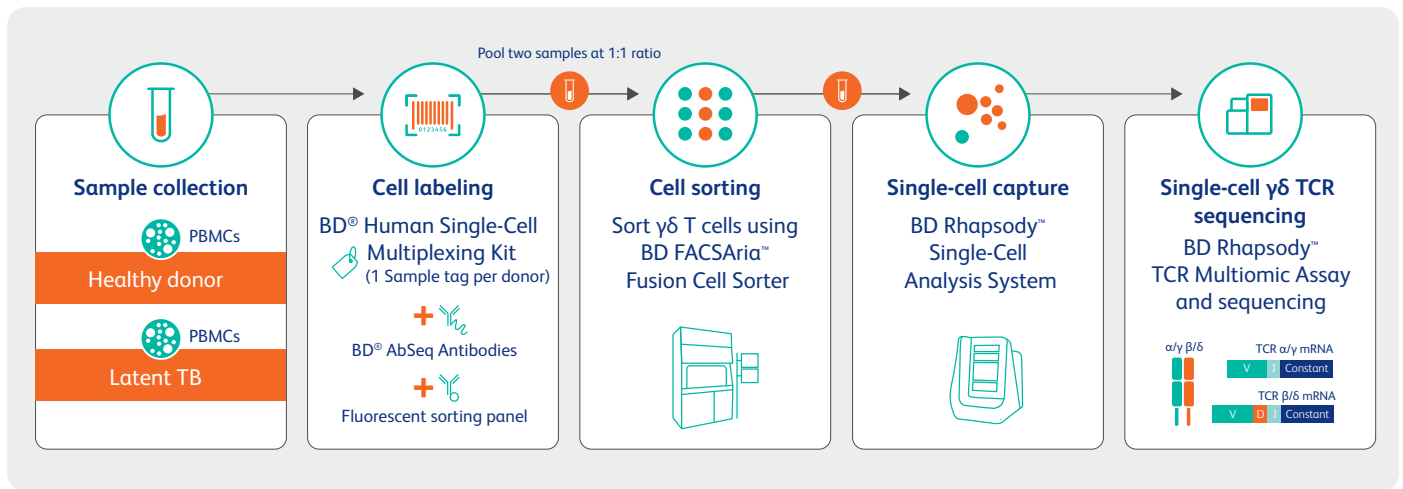 Pool two samples at 1:1 ratio
0123456
Sample collection
PBMCs
Healthy donor
PBMCs
Latent TB
Cell labeling
BD® Human Single-Cell
Multiplexing Kit
(1 Sample tag per donor)
+
BD® AbSeq Antibodies
+
Fluorescent sorting panel
Cell sorting
Sort γδ T cells using
BD FACSAria™
Fusion Cell Sorter
Single-cell capture
BD Rhapsody™
Single-Cell
Analysis System
Single-cell γδ TCR
sequencing
BD Rhapsody™
TCR Multiomic Assay
and sequencing
α/γ β/δ
TCR α/γ mRNA
V J Constant
TCR β/δ mRNA
V D J Constant